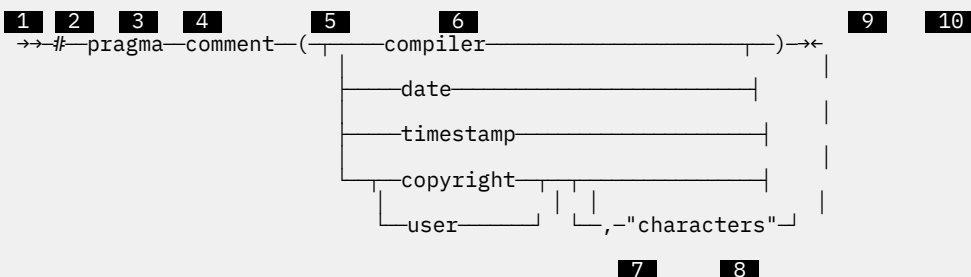 1 2 3 4 5 6 9 10
# pragma comment ( compiler )
date
timestamp
copyright
user , "characters"
7 8